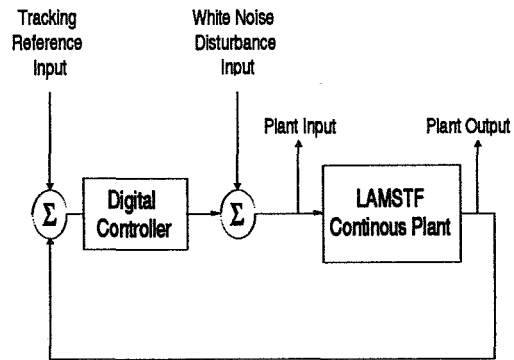 Tracking
Reference
Input
White Noise
Disturbance
Input
Plant Input
Plant Output
Σ
Digital
Controller
Σ
LAMSTF
Continous Plant